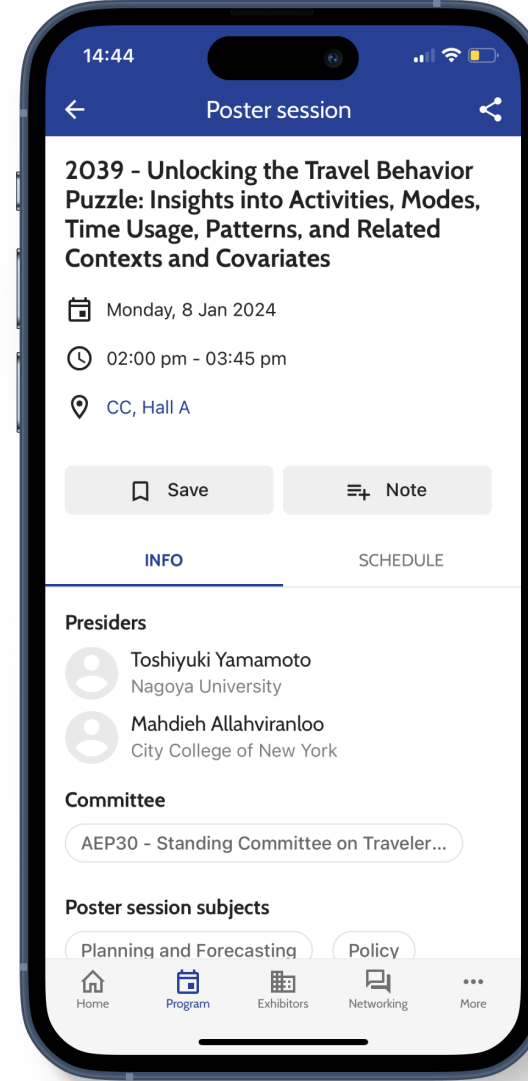 14:44
Poster session
2039 - Unlocking the Travel Behavior
Puzzle: Insights into Activities, Modes,
Time Usage, Patterns, and Related
Contexts and Covariates
Monday, 8 Jan 2024
02:00 pm - 03:45 pm
CC, Hall A
Save
Note
INFO
SCHEDULE
Presiders
Toshiyuki Yamamoto
Nagoya University
Mahdieh Allahviranloo
City College of New York
Committee
AEP30 - Standing Committee on Traveler...
Poster session subjects
Planning and Forecasting
Policy
Home
Program
Exhibitors
Networking
More